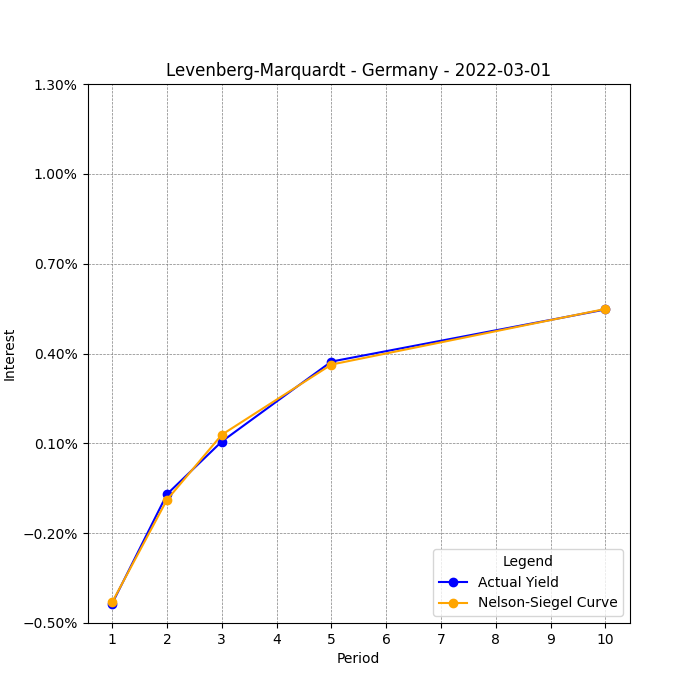 Levenberg-Marquardt - Germany - 2022-03-01
1.30%
1.00%
0.70%
0.40%
0.10%
−0.20%
−0.50%
Interest
Legend
Actual Yield
Nelson-Siegel Curve
1 2 3 4 5 6 7 8 9 10
Period